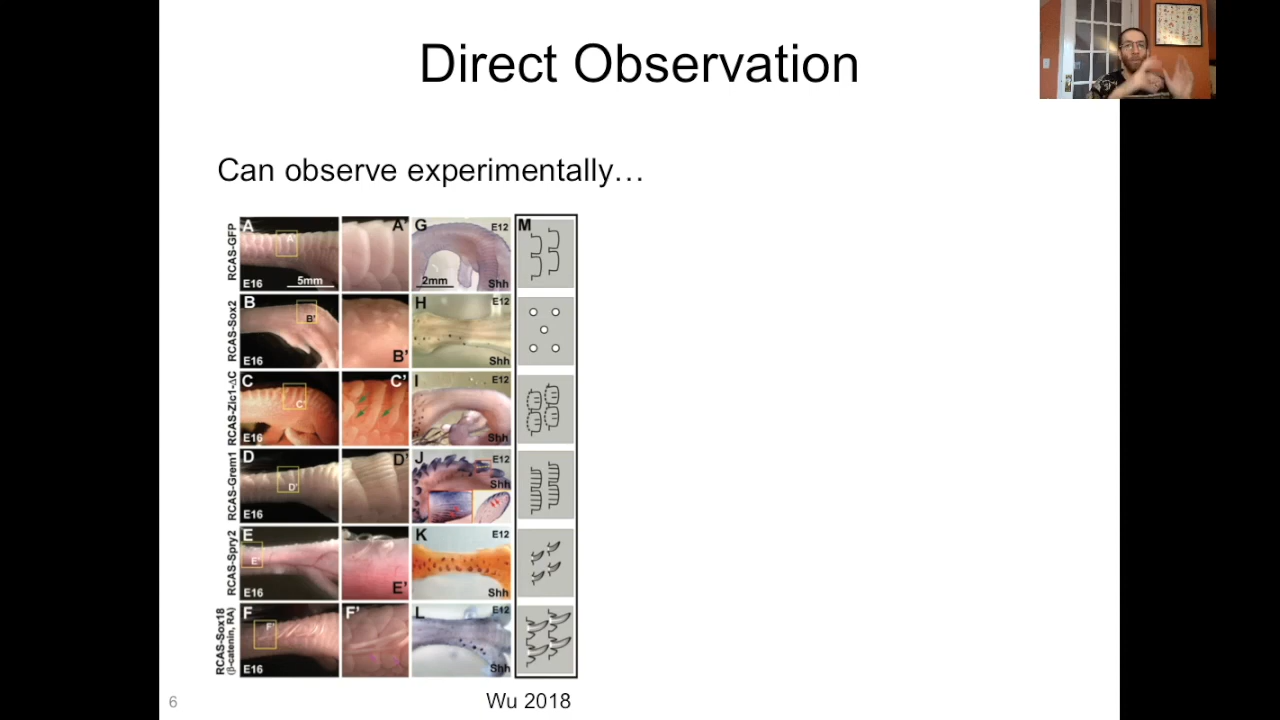 Direct Observation
Can observe experimentally…
RCAS-GFP
A
A'
E16
5mm
A'
G
E12
2mm
Shh
M
RCAS-Sox2
B
B'
E16
B'
H
E12
Shh
RCAS-Zic1-ΔC
C
C'
E16
C'
I
E12
Shh
RCAS-Grem1
D
D'
E16
D'
J
E12
Shh
RCAS-Spry2
E
E'
E16
E'
K
E12
Shh
RCAS-Sox18
(β-catenin, RA)
F
F'
E16
F'
L
E12
Shh
6
Wu 2018